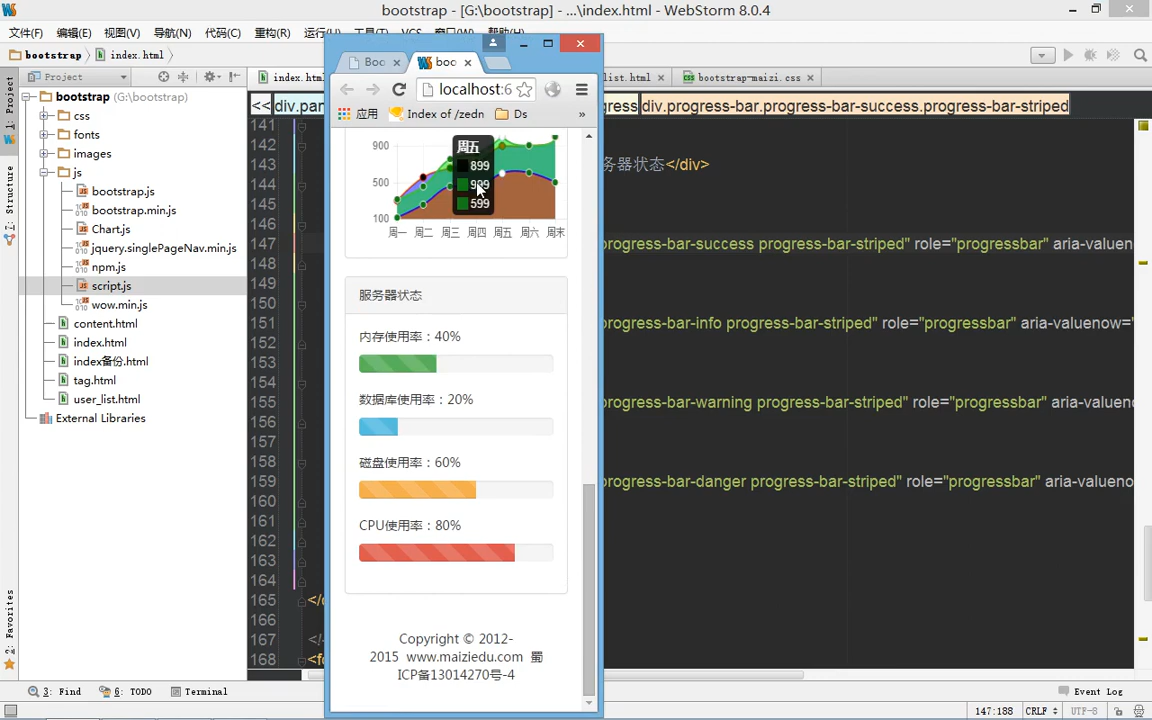 bootstrap - [G:\bootstrap] - ...\index.html - WebStorm 8.0.4
文件(F) 编辑(E) 视图(V) 导航(N) 代码(C) 重构(R)
bootstrap index.html
1: Project
Project
index.html
list.html
bootstrap-maizi.css
Boo
boo
localhost:6
应用 Index of /zedn Ds »
<<
div.progress-bar.progress-bar-success.progress-bar-striped
bootstrap (G:\bootstrap)
css
fonts
images
js
bootstrap.js
bootstrap.min.js
Chart.js
jquery.singlePageNav.min.js
npm.js
script.js
wow.min.js
content.html
index.html
index备份.html
tag.html
user_list.html
External Libraries
141
142
143
144
145
146
147
148
149
150
151
152
153
154
155
156
157
158
159
160
161
162
163
164
165
166
167
168
900
500
100
周五
899
999
599
周一 周二 周三 周四 周五 周六 周末
服务器状态
内存使用率：40%
数据库使用率：20%
磁盘使用率：60%
CPU使用率：80%
Copyright © 2012-
2015 www.maiziedu.com 蜀
ICP备13014270号-4
务器状态</div>
progress-bar-success progress-bar-striped" role="progressbar" aria-valuen
progress-bar-info progress-bar-striped" role="progressbar" aria-valuenow="
progress-bar-warning progress-bar-striped" role="progressbar" aria-valueno
progress-bar-danger progress-bar-striped" role="progressbar" aria-valueno
2: Favorites
3: Find 6: TODO Terminal
Event Log
147:188 CRLF UTF-8